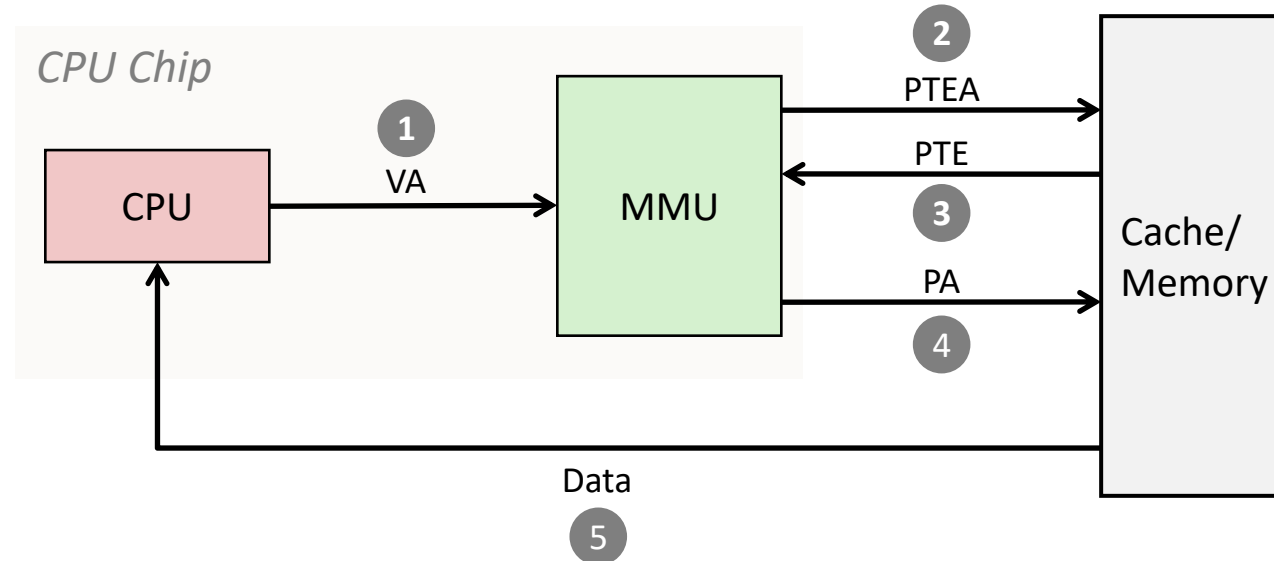 CPU Chip
2
PTEA
1
VA
PTE
CPU
MMU
3
Cache/
Memory
PA
4
Data
5